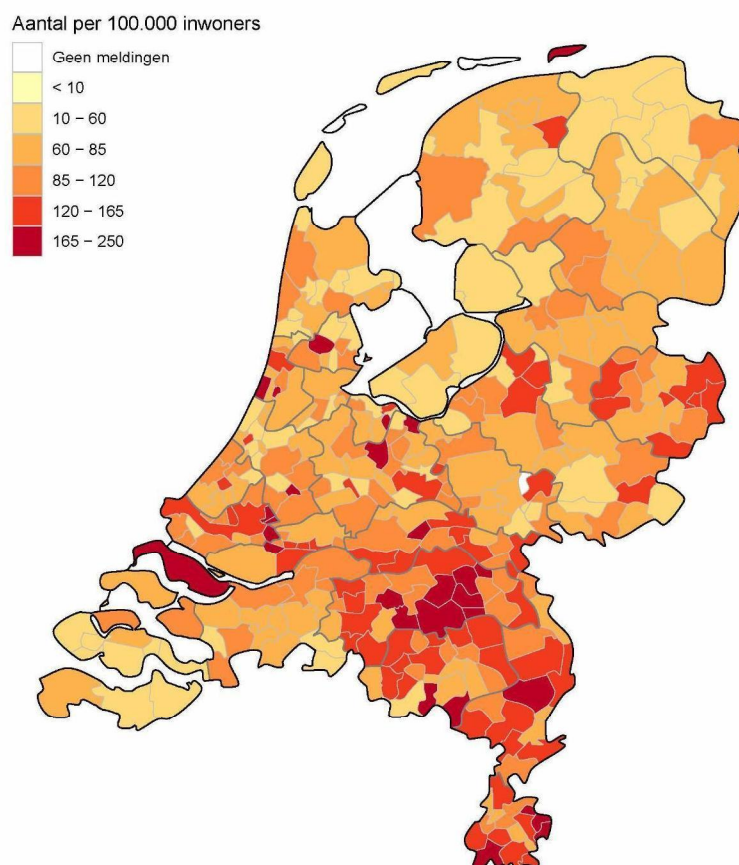 Aantal per 100.000 inwoners
Geen meldingen
< 10
10 − 60
60 − 85
85 − 120
120 − 165
165 − 250